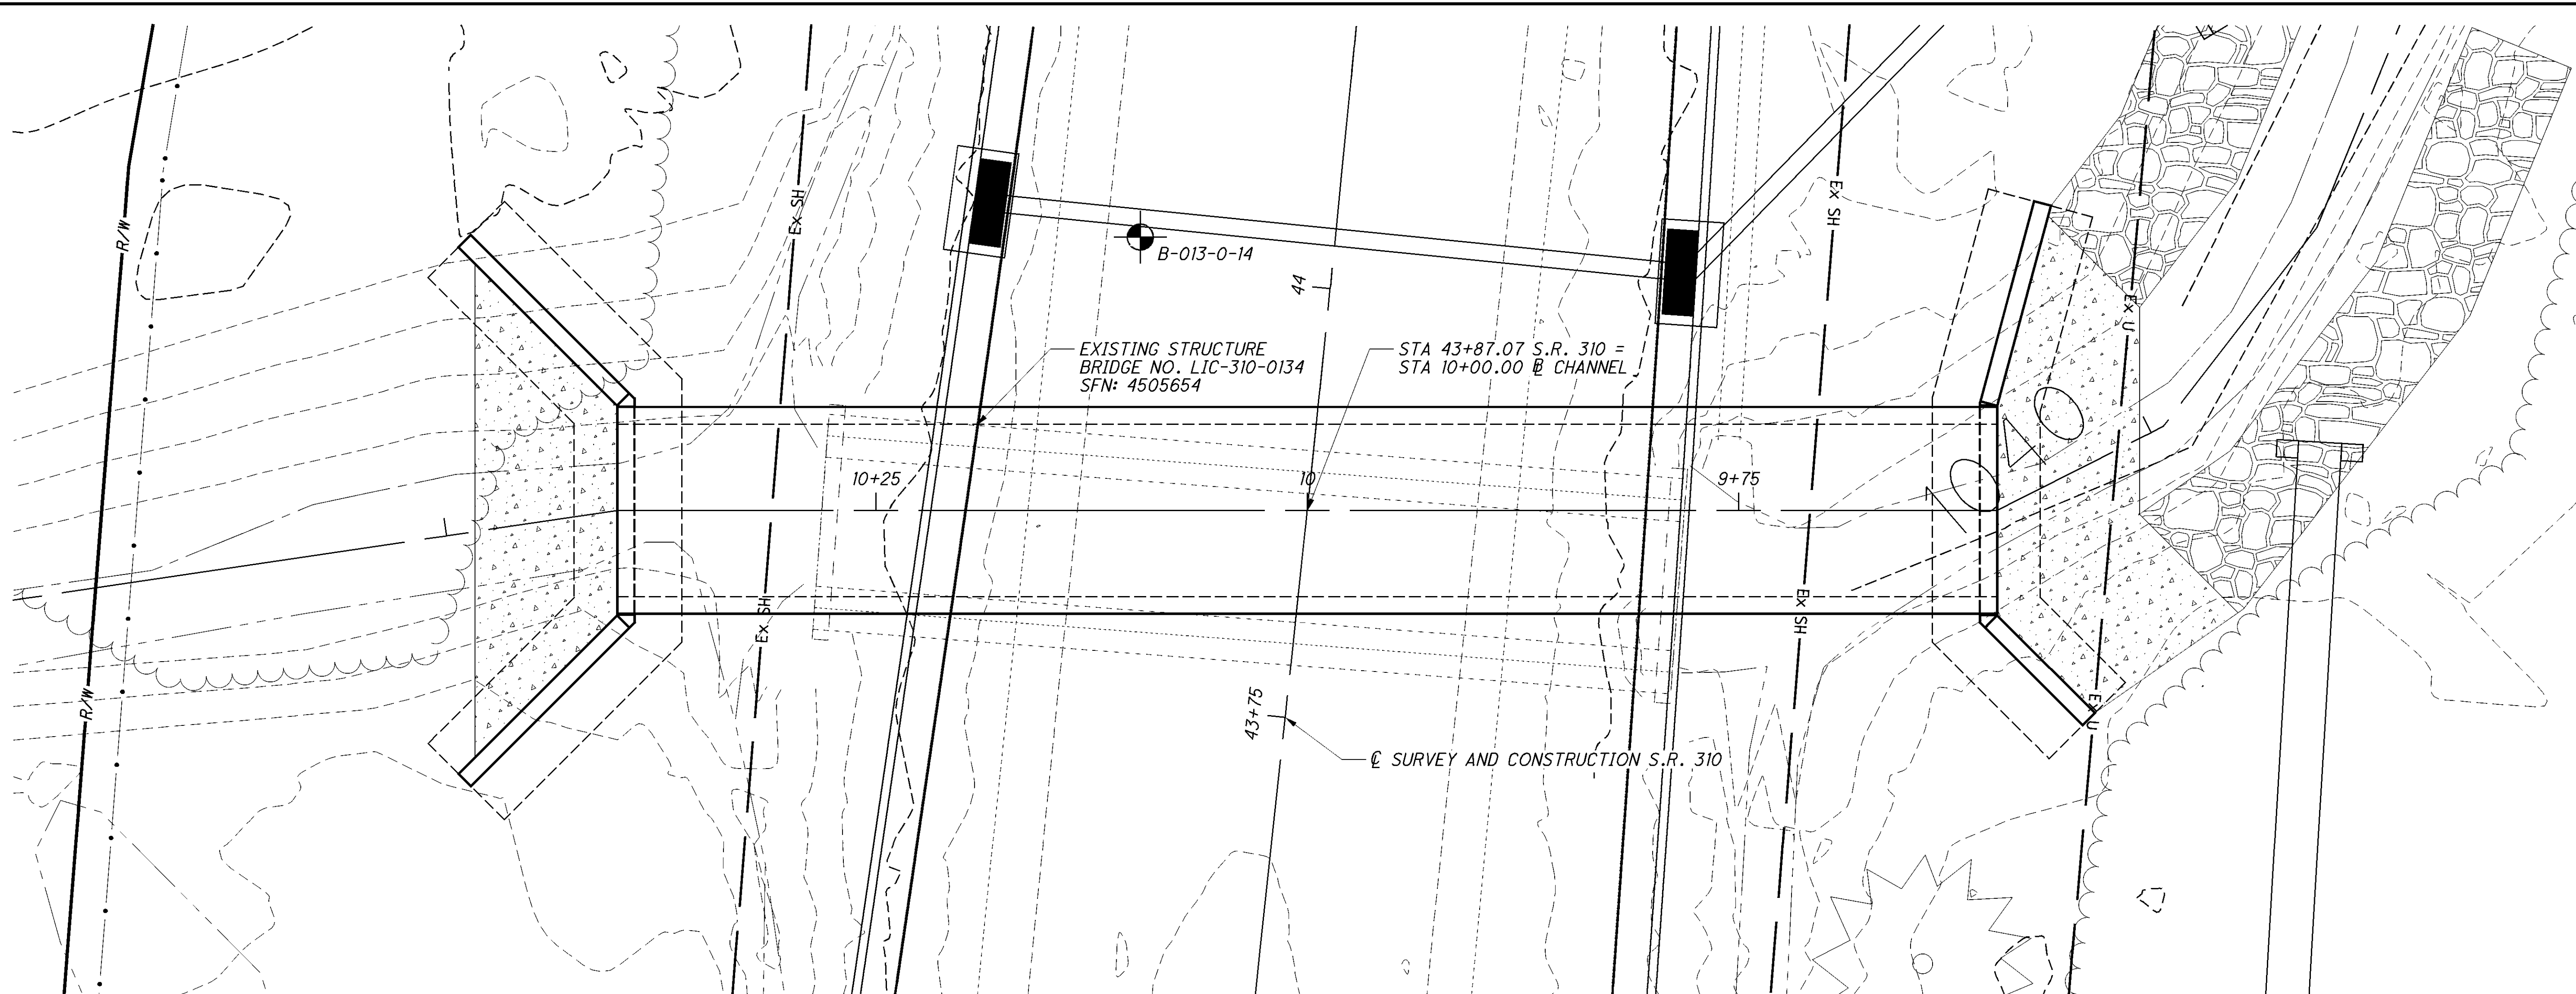 R/W
Ex SH
Ex SH
B-013-0-14
44
Ex U
EXISTING STRUCTURE
BRIDGE NO. LIC-310-0134
SFN: 4505654
STA 43+87.07 S.R. 310 =
STA 10+00.00 ⅊ CHANNEL
10+25
10
9+75
Ex SH
Ex SH
R/W
43+75
Ex U
℄ SURVEY AND CONSTRUCTION S.R. 310